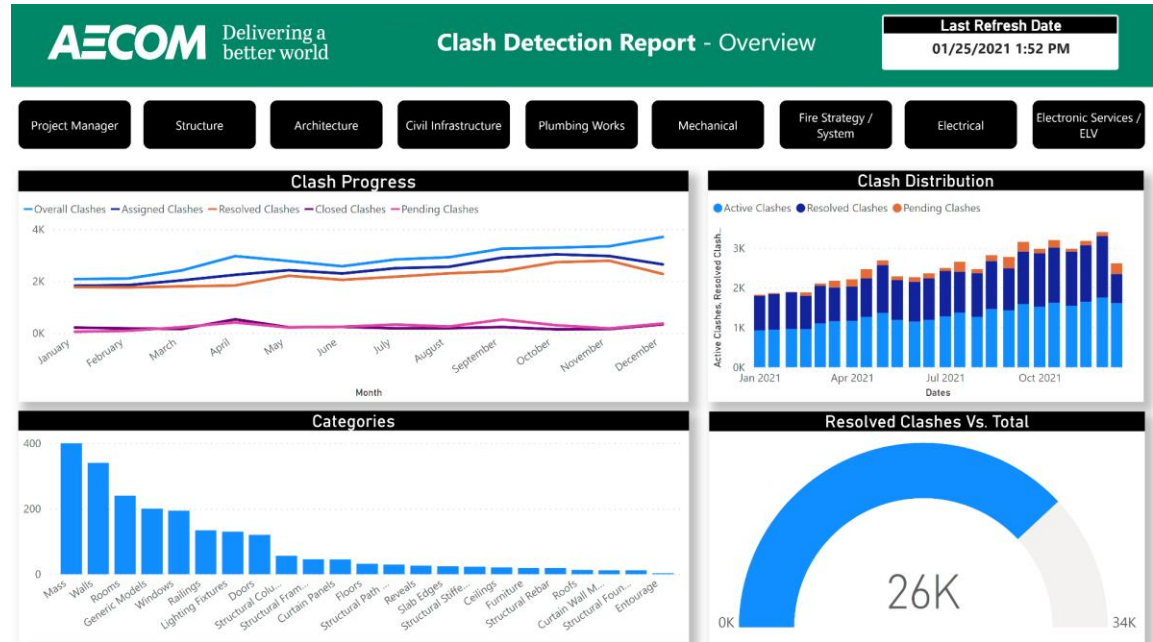 AECOM
Delivering a
better world
Clash Detection Report - Overview
Last Refresh Date
01/25/2021 1:52 PM
Project Manager
Structure
Architecture
Civil Infrastructure
Plumbing Works
Mechanical
Fire Strategy /
System
Electrical
Electronic Services /
ELV
Clash Progress
Overall Clashes Assigned Clashes Resolved Clashes Closed Clashes Pending Clashes
4K
2K
0K
January February March April May June July August September October November December
Month
Clash Distribution
Active Clashes Resolved Clashes Pending Clashes
Active Clashes, Resolved Clash...
3K
2K
1K
0K
Jan 2021 Apr 2021 Jul 2021 Oct 2021
Dates
Categories
400
200
0
Mass Walls Rooms Generic Models Windows Railings Lighting Fixtures Doors Structural Colu... Structural Fram... Curtain Panels Floors Structural Path ... Reveals Slab Edges Structural Stiffe... Ceilings Furniture Structural Rebar Roofs Curtain Wall M... Structural Foun... Entourage
Resolved Clashes Vs. Total
26K
0K
34K